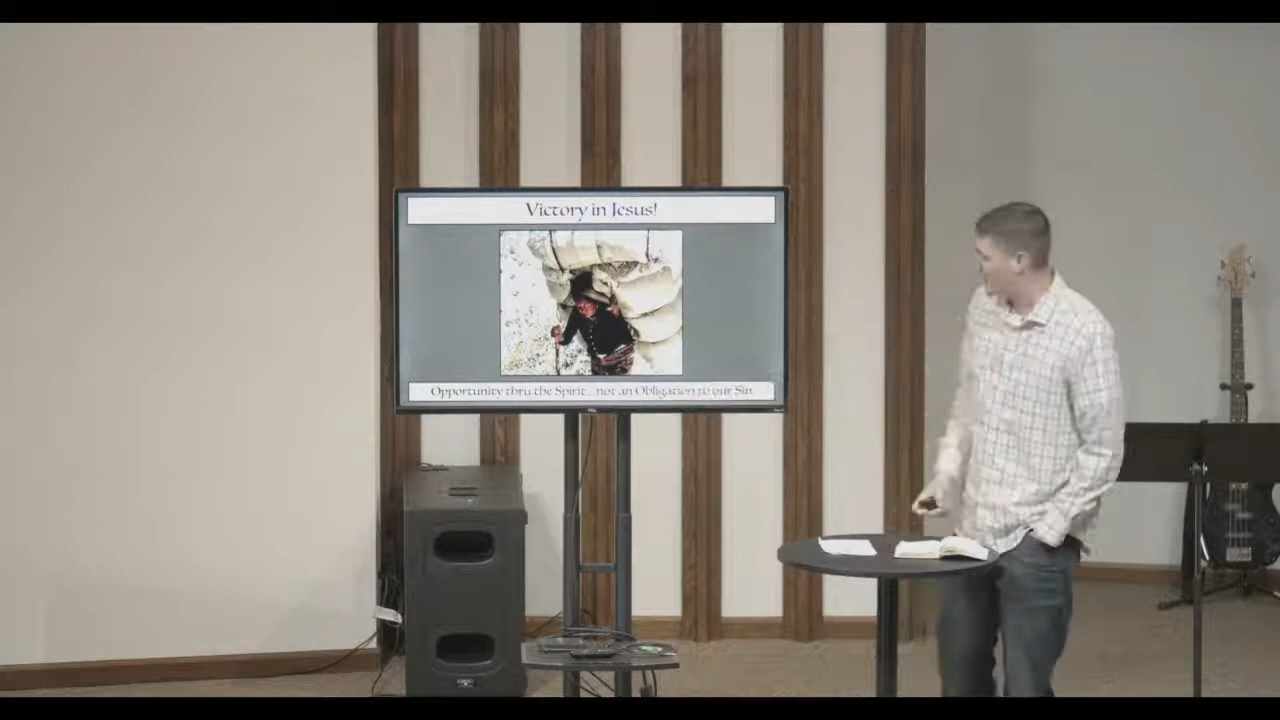 Victory in Jesus!
Opportunity thru the Spirit... not an Obligation to our Sin